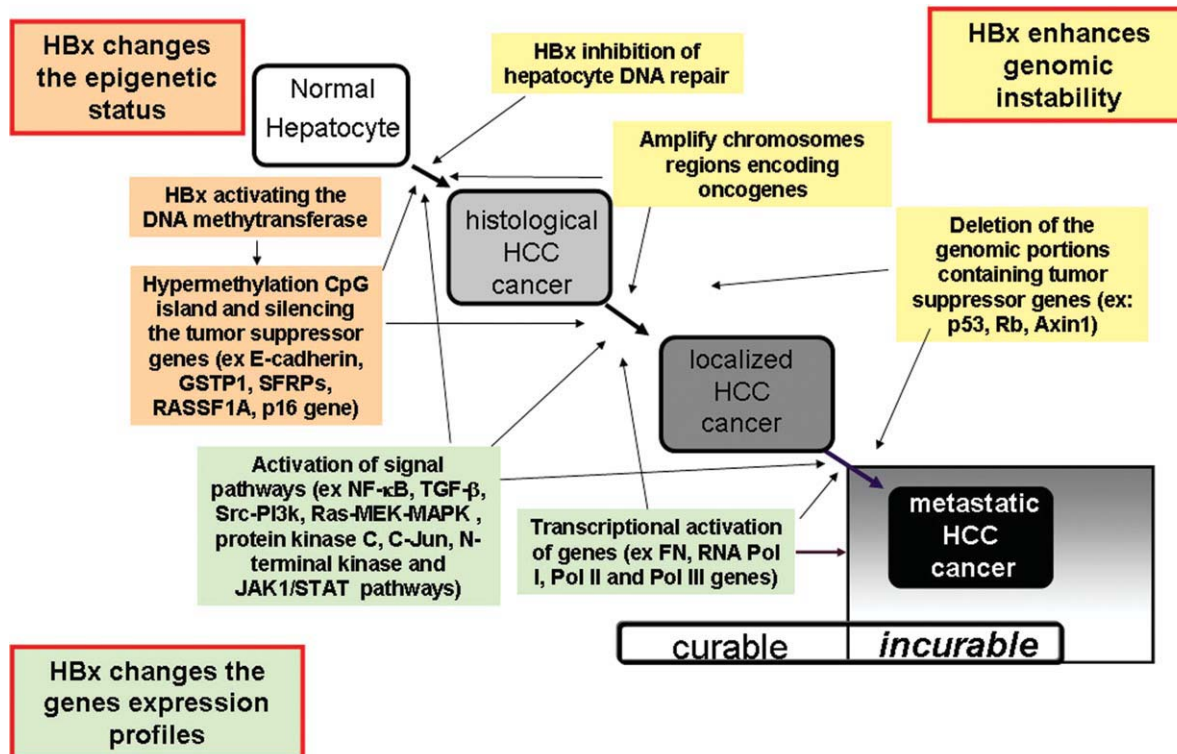 HBx changes
the epigenetic
status
Normal
Hepatocyte
HBx inhibition of
hepatocyte DNA repair
HBx enhances
genomic
instability
Amplify chromosomes
regions encoding
oncogenes
HBx activating the
DNA methytransferase
histological
HCC
cancer
Deletion of the
genomic portions
containing tumor
suppressor genes (ex:
p53, Rb, Axin1)
Hypermethylation CpG
island and silencing
the tumor suppressor
genes (ex E-cadherin,
GSTP1, SFRPs,
RASSF1A, p16 gene)
localized
HCC
cancer
Activation of signal
pathways (ex NF-κB, TGF-β,
Src-PI3k, Ras-MEK-MAPK ,
protein kinase C, C-Jun, N-
terminal kinase and
JAK1/STAT pathways)
Transcriptional activation
of genes (ex FN, RNA Pol
I, Pol II and Pol III genes)
metastatic
HCC
cancer
curable incurable
HBx changes the
genes expression
profiles